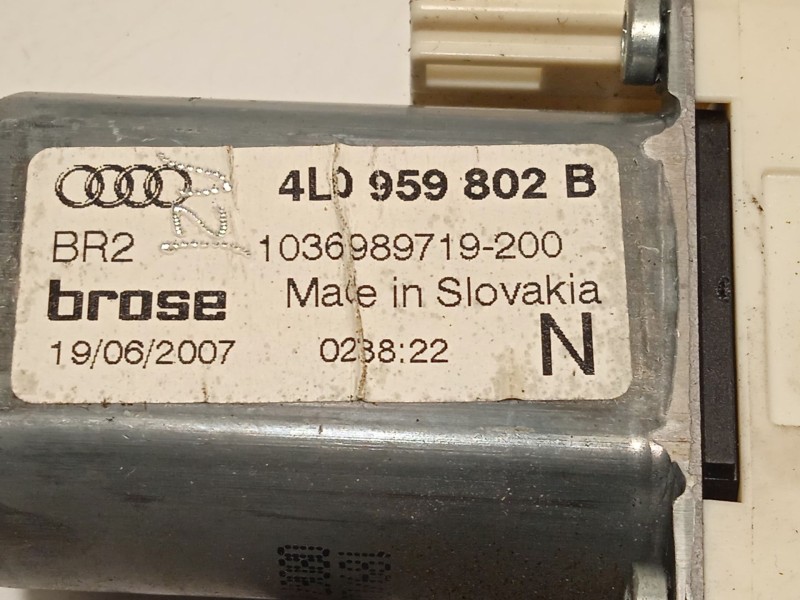 4L0 959 802 B
BR2 1036989719-200
brose Made in Slovakia
19/06/2007 0238:22 N